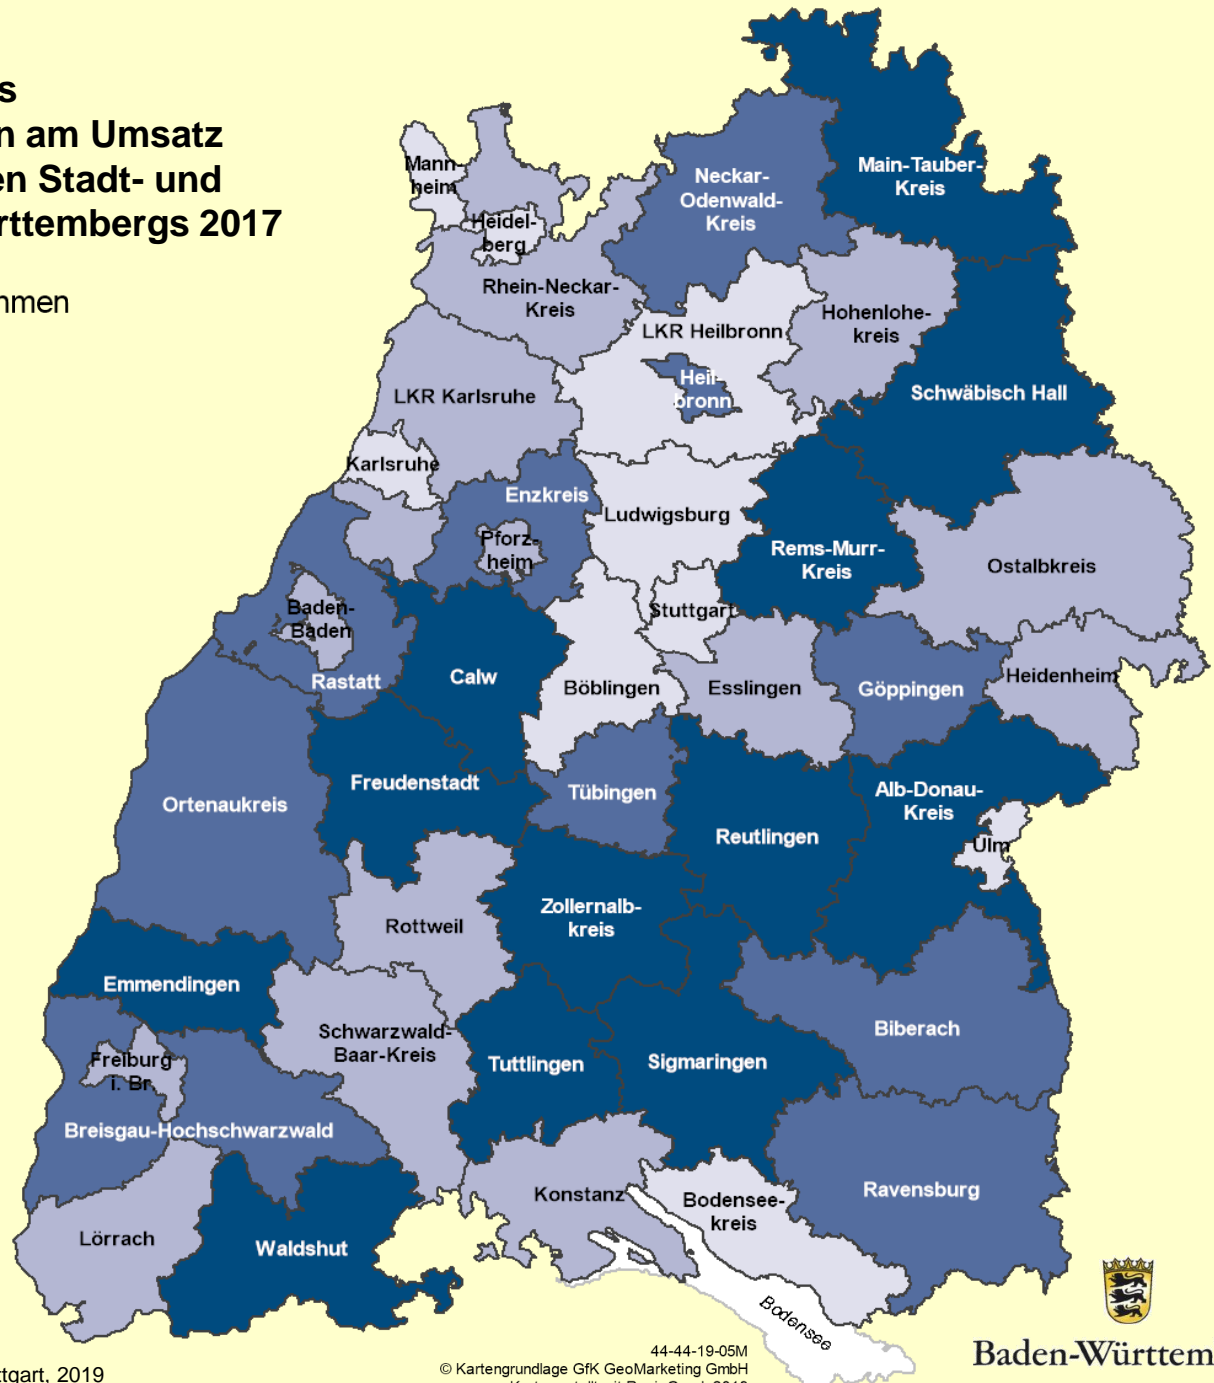 s
n am Umsatz
en Stadt- und
rttembergs 2017
hmen
Main-Tauber-
Kreis
Neckar-
Odenwald-
Kreis
Mann-
heim
Heidel-
berg
Rhein-Neckar-
Kreis
LKR Heilbronn
Hohenlohe-
kreis
Heil-
bronn
Schwäbisch Hall
LKR Karlsruhe
Karlsruhe
Enzkreis
Ludwigsburg
Pforz-
heim
Rems-Murr-
Kreis
Ostalbkreis
Stuttgart
Baden-
Baden
Rastatt
Calw
Böblingen
Esslingen
Göppingen
Heidenheim
Freudenstadt
Ortenaukreis
Tübingen
Reutlingen
Alb-Donau-
Kreis
Ulm
Zollernalb-
kreis
Rottweil
Emmendingen
Schwarzwald-
Baar-Kreis
Tuttlingen
Sigmaringen
Biberach
Freiburg
i. Br.
Breisgau-Hochschwarzwald
Konstanz
Bodensee-
kreis
Ravensburg
Lörrach
Waldshut
Bodensee
Baden-Württem
ttgart, 2019
44-44-19-05M
© Kartengrundlage GfK GeoMarketing GmbH